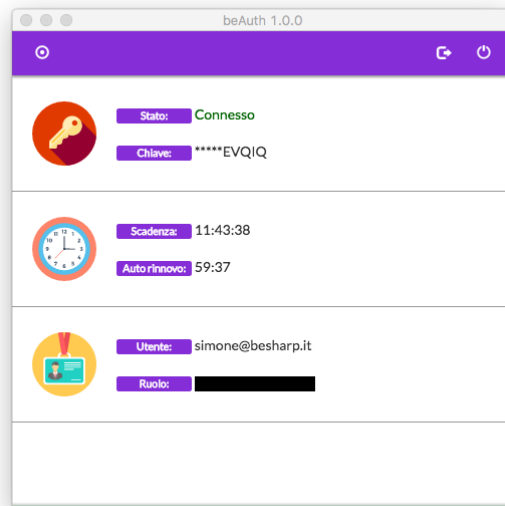 beAuth 1.0.0
Stato: Connesso
Chiave: *****EVQIQ
Scadenza: 11:43:38
Auto rinnovo: 59:37
Utente: simone@besharp.it
Ruolo: